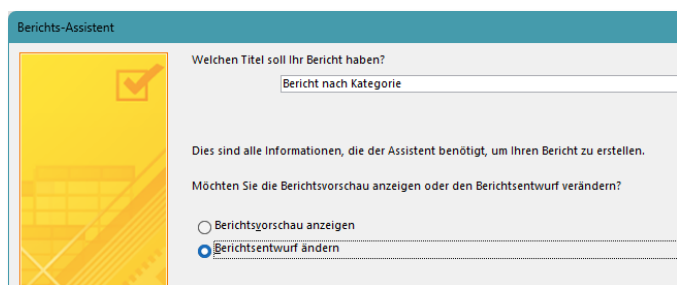 Berichts-Assistent
Welchen Titel soll Ihr Bericht haben?
Bericht nach Kategorie
Dies sind alle Informationen, die der Assistent benötigt, um Ihren Bericht zu erstellen.
Möchten Sie die Berichtsvorschau anzeigen oder den Berichtsentwurf verändern?
Berichtsvorschau anzeigen
Berichtsentwurf ändern